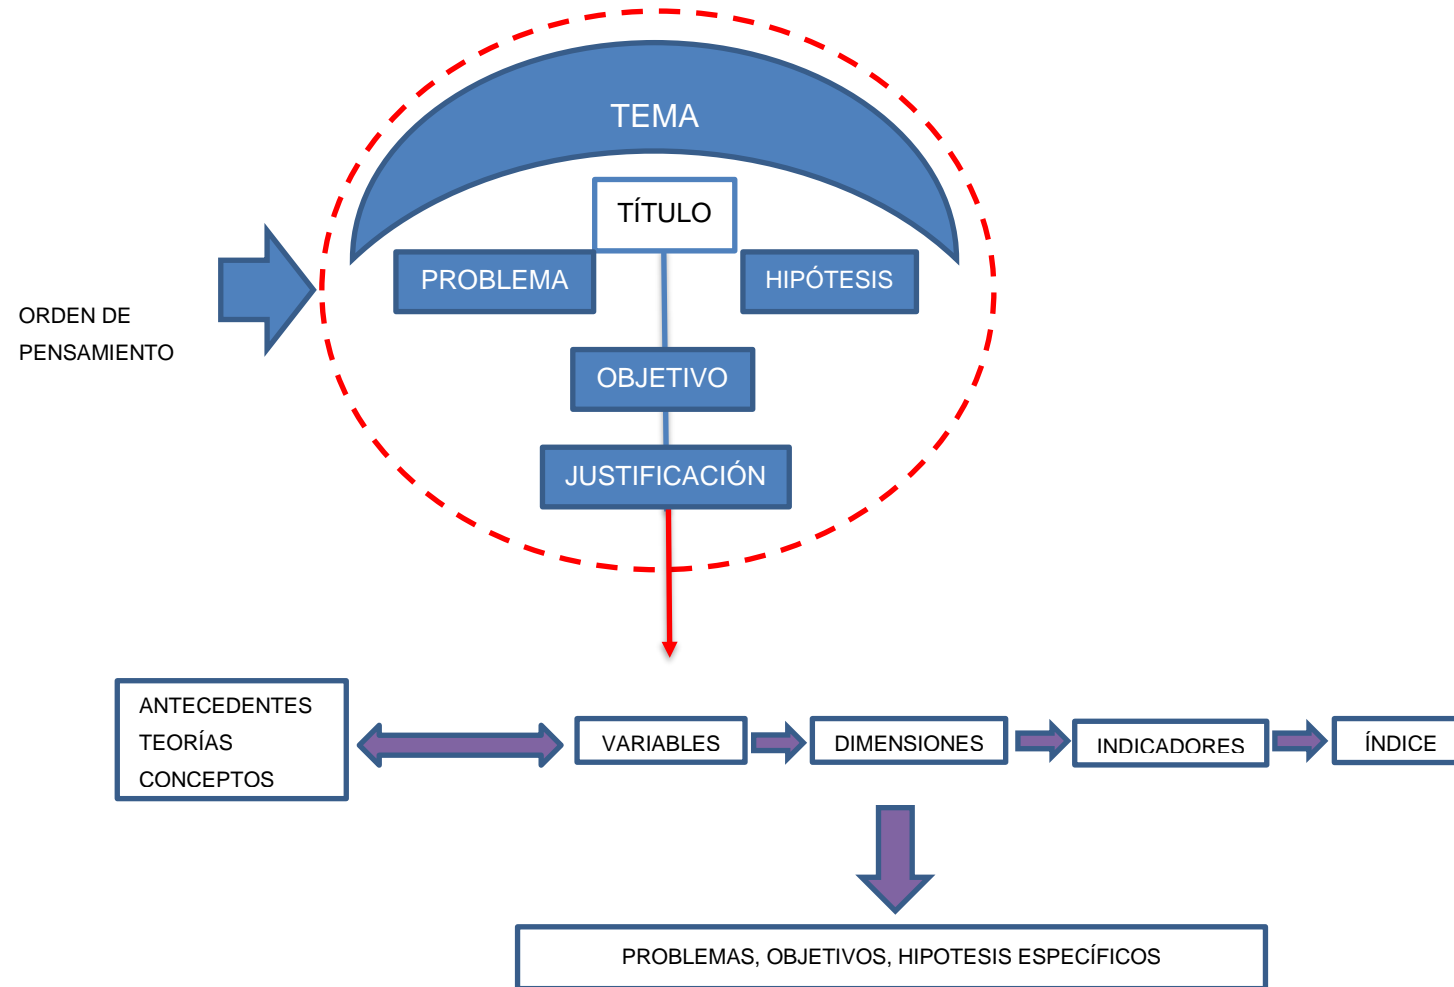 TEMA
TÍTULO
PROBLEMA
HIPÓTESIS
ORDEN DE
PENSAMIENTO
OBJETIVO
JUSTIFICACIÓN
ANTECEDENTES
TEORÍAS
CONCEPTOS
VARIABLES
DIMENSIONES
INDICADORES
ÍNDICE
PROBLEMAS, OBJETIVOS, HIPOTESIS ESPECÍFICOS